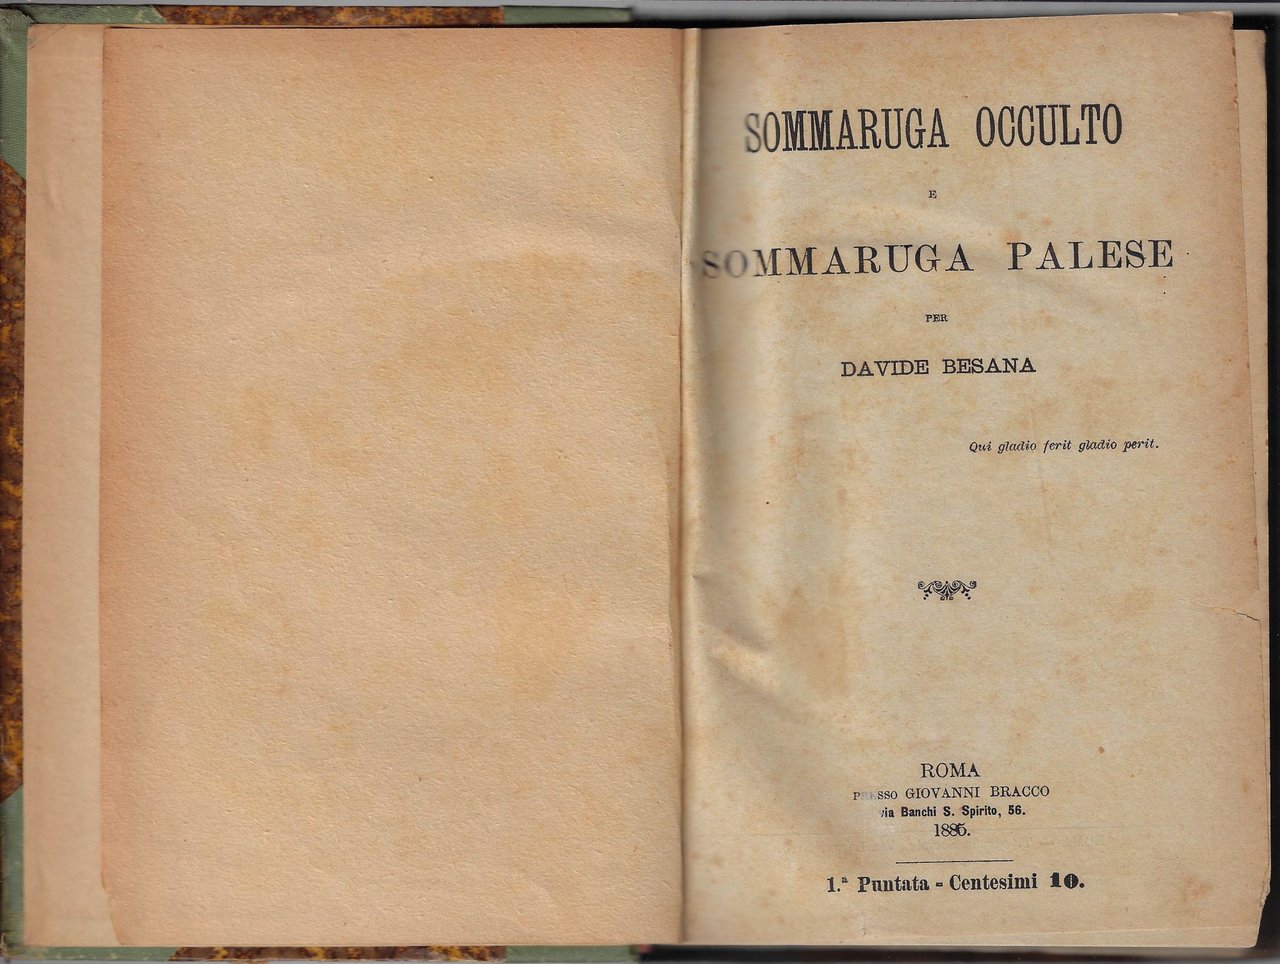 SOMMARUGA OCCULTO
E
SOMMARUGA PALESE
PER
DAVIDE BESANA
Qui gladio ferit gladio perit.
ROMA
PRESSO GIOVANNI BRACCO
via Banchi S. Spirito, 56.
1885.
1.ª Puntata - Centesimi 10.